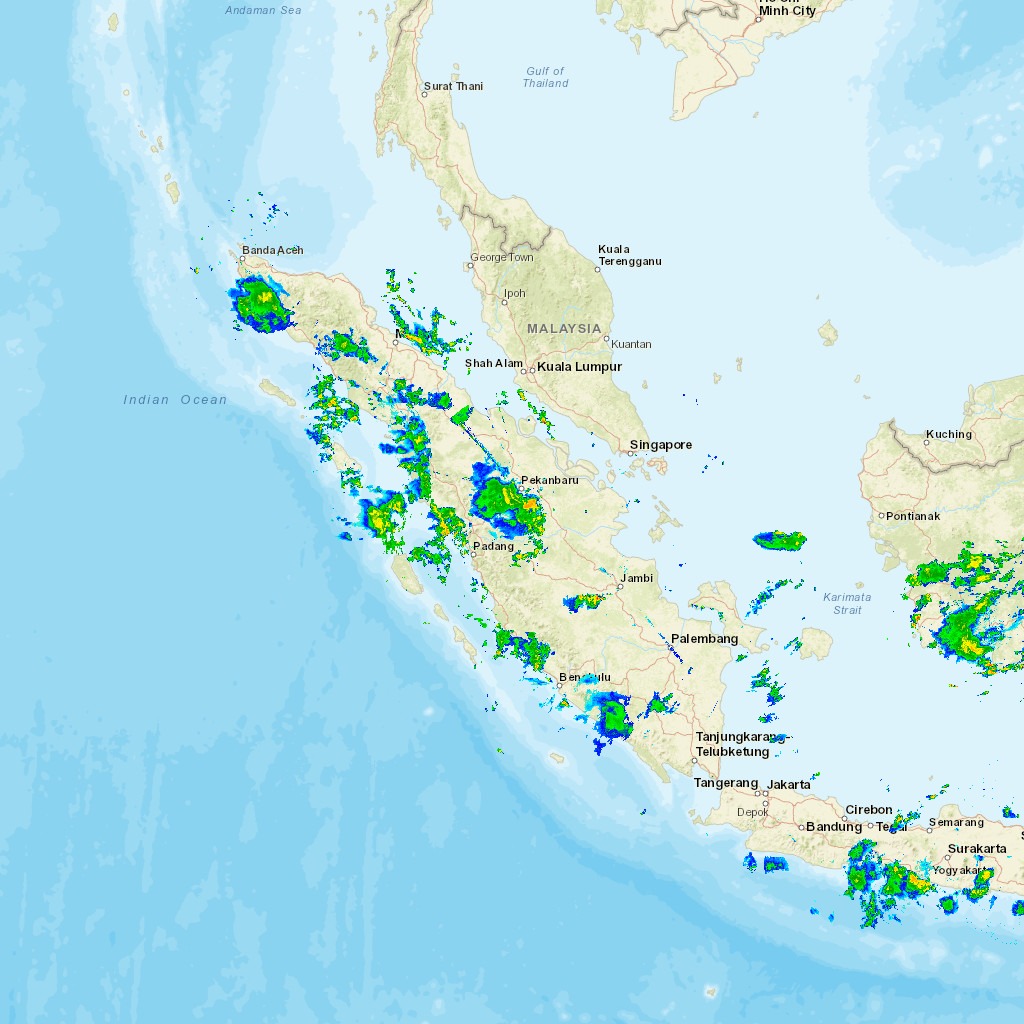 Andaman Sea
Minh City
Gulf of
Thailand
Surat Thani
Banda Aceh
George Town
Kuala
Terengganu
Ipoh
MALAYSIA
Kuantan
Shah Alam
Kuala Lumpur
Indian Ocean
Kuching
Singapore
Pekanbaru
Pontianak
Padang
Jambi
Karimata
Strait
Palembang
Bengkulu
Tanjungkarang
Telubketung
Tangerang
Jakarta
Depok
Cirebon
Bandung
Tegal
Semarang
Surakarta
Yogyakarta